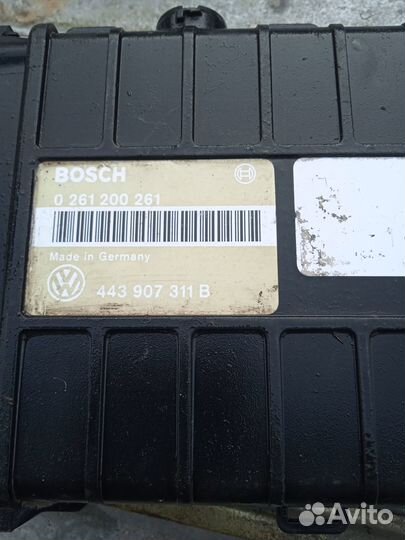 BOSCH
0 261 200 261
Made in Germany
443 907 311 B
Avito